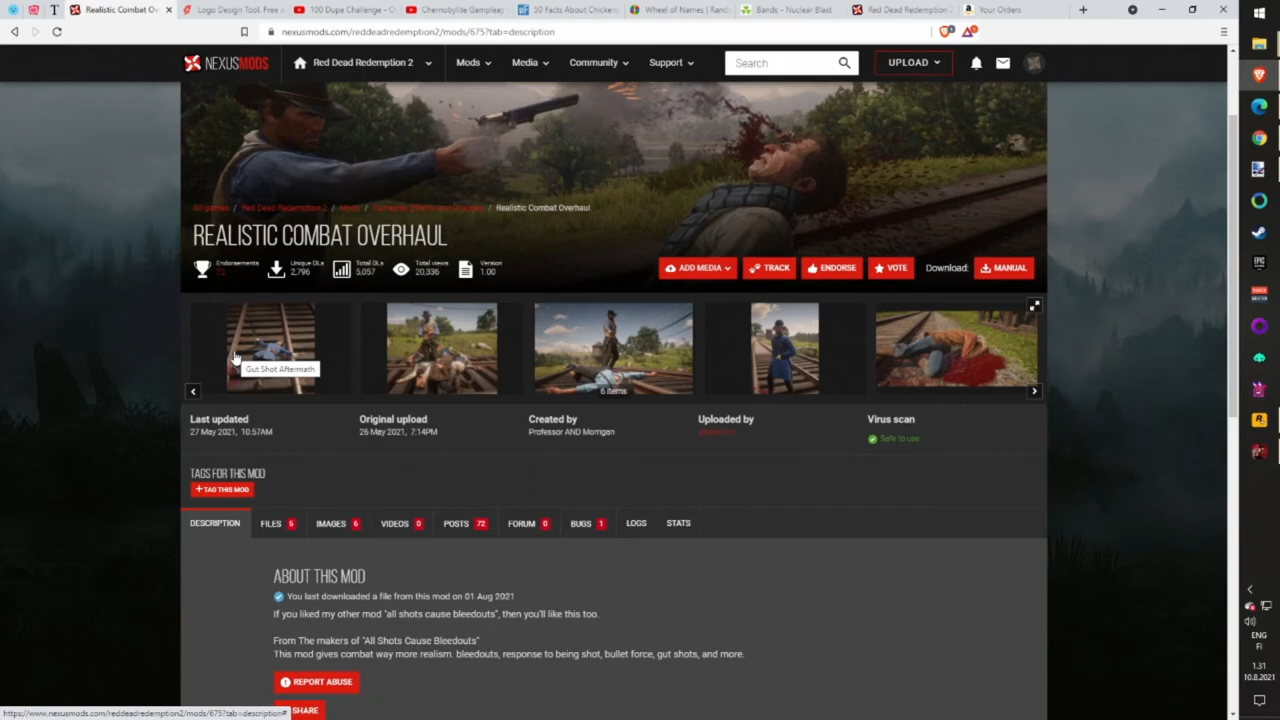 Realistic Combat Ov
Logo Design Tool. Free
100 Dupe Challenge -
Chernobylite Gampleay
50 Facts About Chicken
Wheel of Names | Rand
Bands - Nuclear Blast
Red Dead Redemption
Your Orders
nexusmods.com/reddeadredemption2/mods/675?tab=description
NEXUSMODS
Red Dead Redemption 2
Mods
Media
Community
Support
Search
UPLOAD
All games / Red Dead Redemption 2 / Mods / / Realistic Combat Overhaul
REALISTIC COMBAT OVERHAUL
Endorsements
Unique DLs
2,796
Total DLs
5,057
Total views
20,336
Version
1.00
ADD MEDIA
TRACK
ENDORSE
VOTE
Download:
MANUAL
Gut Shot Aftermath
6 items
Last updated
27 May 2021, 10:57AM
Original upload
26 May 2021, 7:14PM
Created by
Professor AND Morrigan
Uploaded by
Virus scan
Safe to use
TAGS FOR THIS MOD
+ TAG THIS MOD
DESCRIPTION
FILES 5
IMAGES 6
VIDEOS 0
POSTS 72
FORUM 0
BUGS 1
LOGS
STATS
ABOUT THIS MOD
You last downloaded a file from this mod on 01 Aug 2021
If you liked my other mod "all shots cause bleedouts", then you'll like this too.
From The makers of "All Shots Cause Bleedouts"
This mod gives combat way more realism. bleedouts, response to being shot, bullet force, gut shots, and more.
REPORT ABUSE
SHARE
https://www.nexusmods.com/reddeadredemption2/mods/675?tab=description#
ENG
FI
1.31
10.8.2021